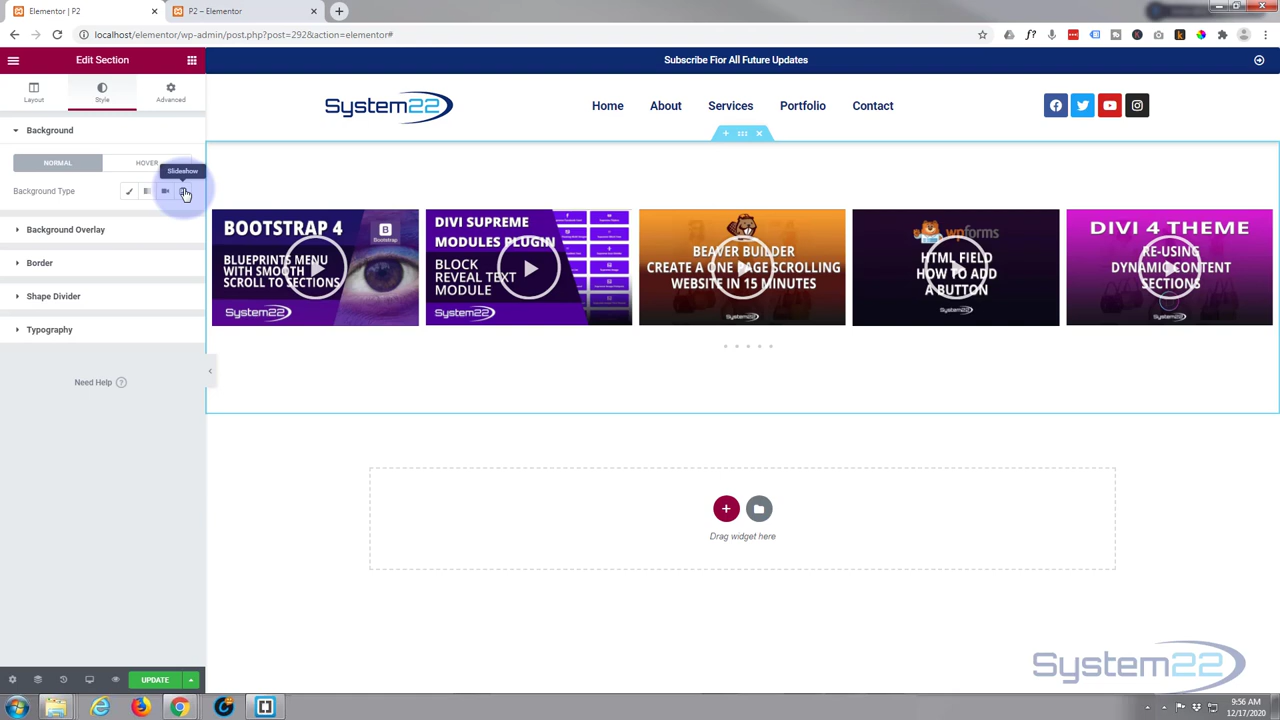 Elementor | P2
P2 – Elementor
localhost/elementor/wp-admin/post.php?post=292&action=elementor#
Edit Section
Subscribe Fior All Future Updates
Layout
Style
Advanced
System22
Home
About
Services
Portfolio
Contact
Background
NORMAL
HOVER
Slideshow
Background Type
Background Overlay
Border
Shape Divider
Typography
Need Help
BOOTSTRAP 4
Bootstrap
BLUEPRINTS MENU
WITH SMOOTH
SCROLL TO SECTIONS
System22
DIVI SUPREME
MODULES PLUGIN
BLOCK
REVEAL TEXT
MODULE
System22
BEAVER BUILDER
CREATE A ONE PAGE SCROLLING
WEBSITE IN 15 MINUTES
System22
wpforms
HTML FIELD
HOW TO ADD
A BUTTON
System22
DIVI 4 THEME
RE-USING
DYNAMIC CONTENT
SECTIONS
System22
Drag widget here
System22
UPDATE
9:56 AM
12/17/2020